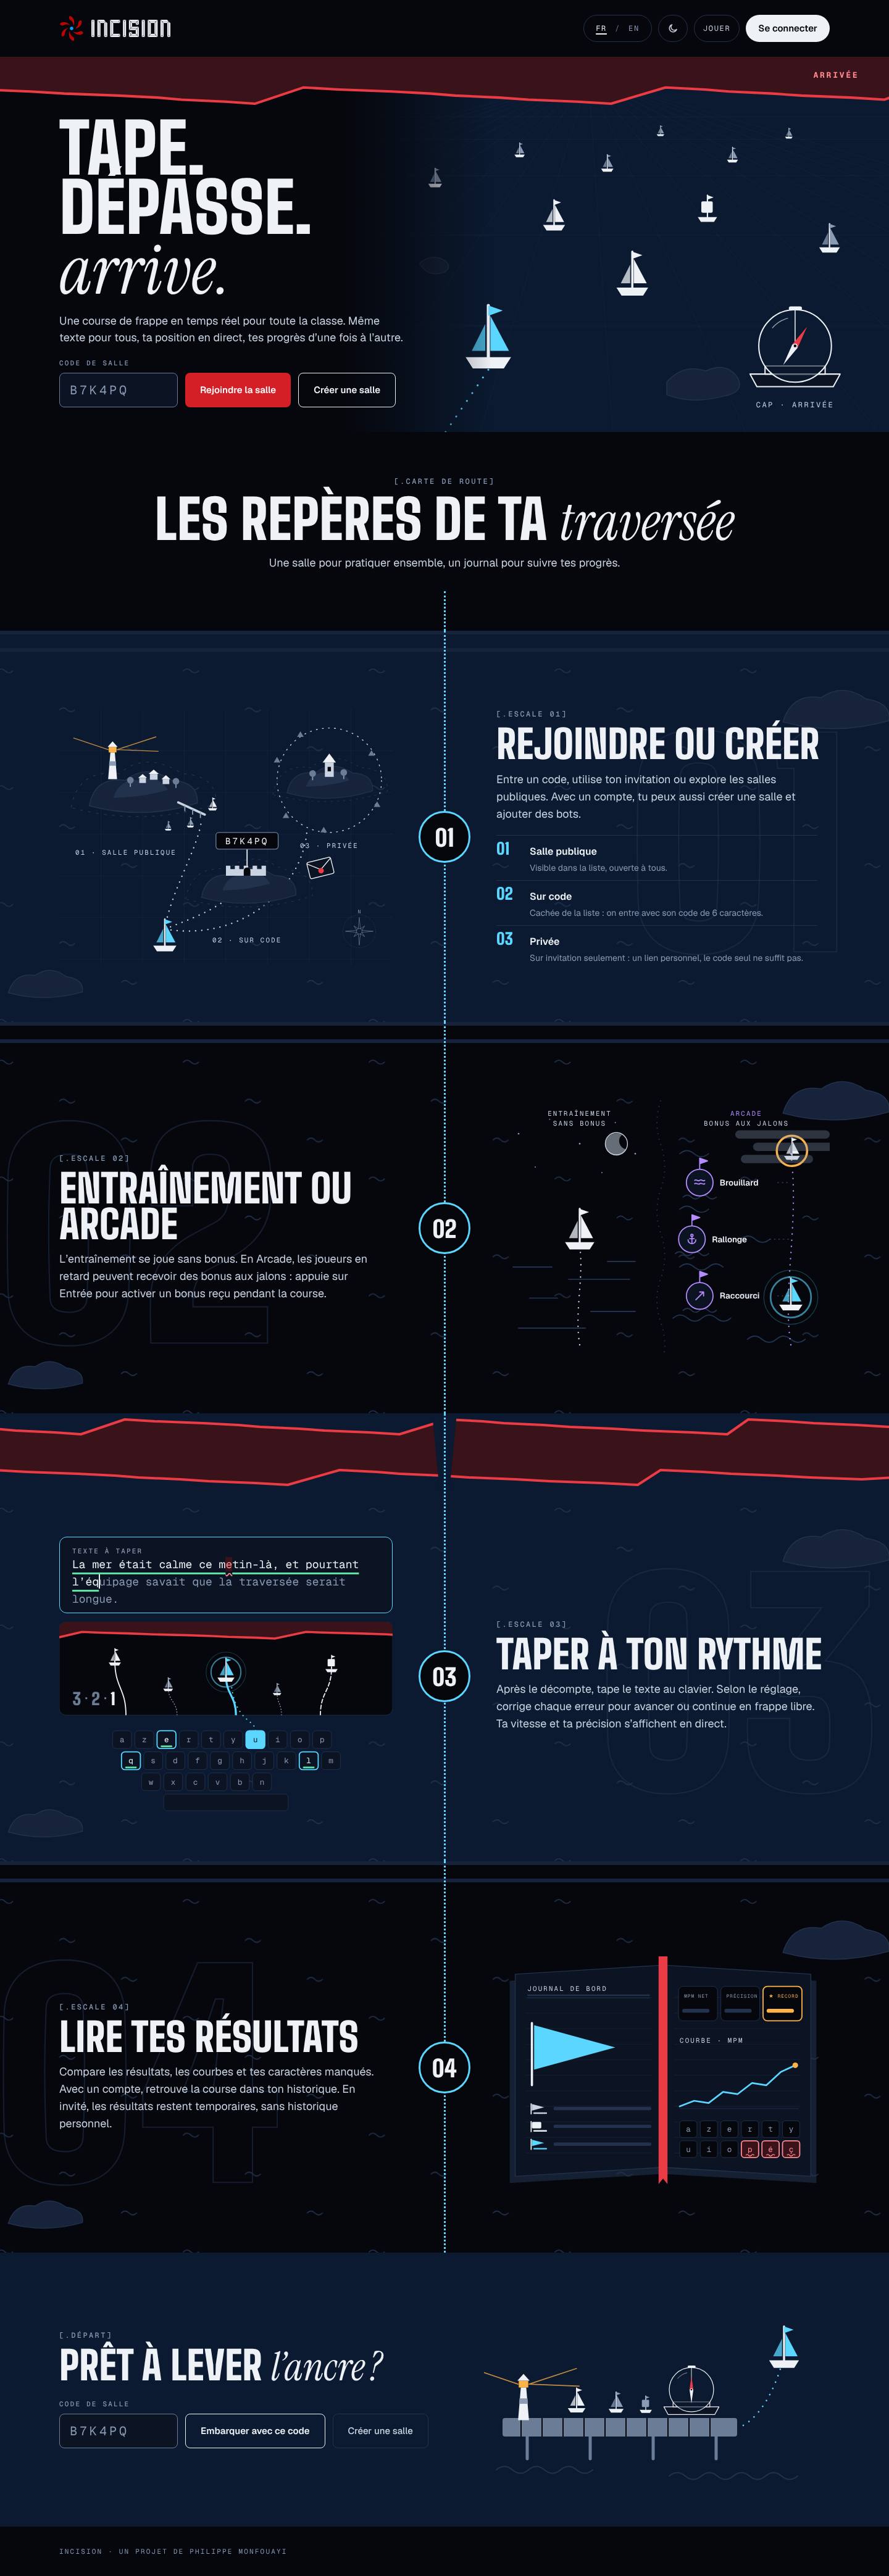 INCISION
FR / EN
JOUER
Se connecter
ARRIVÉE
TAPE.
DÉPASSE.
arrive.
Une course de frappe en temps réel pour toute la classe. Même
texte pour tous, ta position en direct, tes progrès d'une fois à l'autre.
CODE DE SALLE
B7K4PQ
Rejoindre la salle
Créer une salle
CAP · ARRIVÉE
[.CARTE DE ROUTE]
LES REPÈRES DE TA traversée
Une salle pour pratiquer ensemble, un journal pour suivre tes progrès.
01 · SALLE PUBLIQUE
B7K4PQ
03 · PRIVÉE
02 · SUR CODE
N
01
[.ESCALE 01]
REJOINDRE OU CRÉER
Entre un code, utilise ton invitation ou explore les salles
publiques. Avec un compte, tu peux aussi créer une salle et
ajouter des bots.
01 Salle publique
Visible dans la liste, ouverte à tous.
02 Sur code
Cachée de la liste : on entre avec son code de 6 caractères.
03 Privée
Sur invitation seulement : un lien personnel, le code seul ne suffit pas.
01
02
[.ESCALE 02]
ENTRAÎNEMENT OU
ARCADE
L'entraînement se joue sans bonus. En Arcade, les joueurs en
retard peuvent recevoir des bonus aux jalons : appuie sur
Entrée pour activer un bonus reçu pendant la course.
02
ENTRAÎNEMENT
SANS BONUS
ARCADE
BONUS AUX JALONS
Brouillard
Rallonge
Raccourci
TEXTE À TAPER
La mer était calme ce metin-là, et pourtant
l'équipage savait que la traversée serait
longue.
3·2·1
a z e r t y u i o p
q s d f g h j k l m
w x c v b n
03
03
[.ESCALE 03]
TAPER À TON RYTHME
Après le décompte, tape le texte au clavier. Selon le réglage,
corrige chaque erreur pour avancer ou continue en frappe libre.
Ta vitesse et ta précision s'affichent en direct.
04
[.ESCALE 04]
LIRE TES RÉSULTATS
Compare les résultats, les courbes et tes caractères manqués.
Avec un compte, retrouve la course dans ton historique. En
invité, les résultats restent temporaires, sans historique
personnel.
04
JOURNAL DE BORD
MPM NET
PRÉCISION
RECORD
COURBE · MPM
a z e r t y
u i o p é ç
[.DÉPART]
PRÊT À LEVER l'ancre?
CODE DE SALLE
B7K4PQ
Embarquer avec ce code
Créer une salle
INCISION · UN PROJET DE PHILIPPE MONFOUAYI